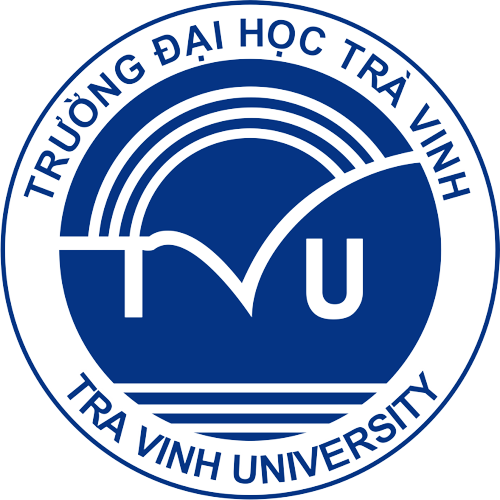 TRƯỜNG ĐẠI HỌC TRÀ VINH
TVU
TRA VINH UNIVERSITY